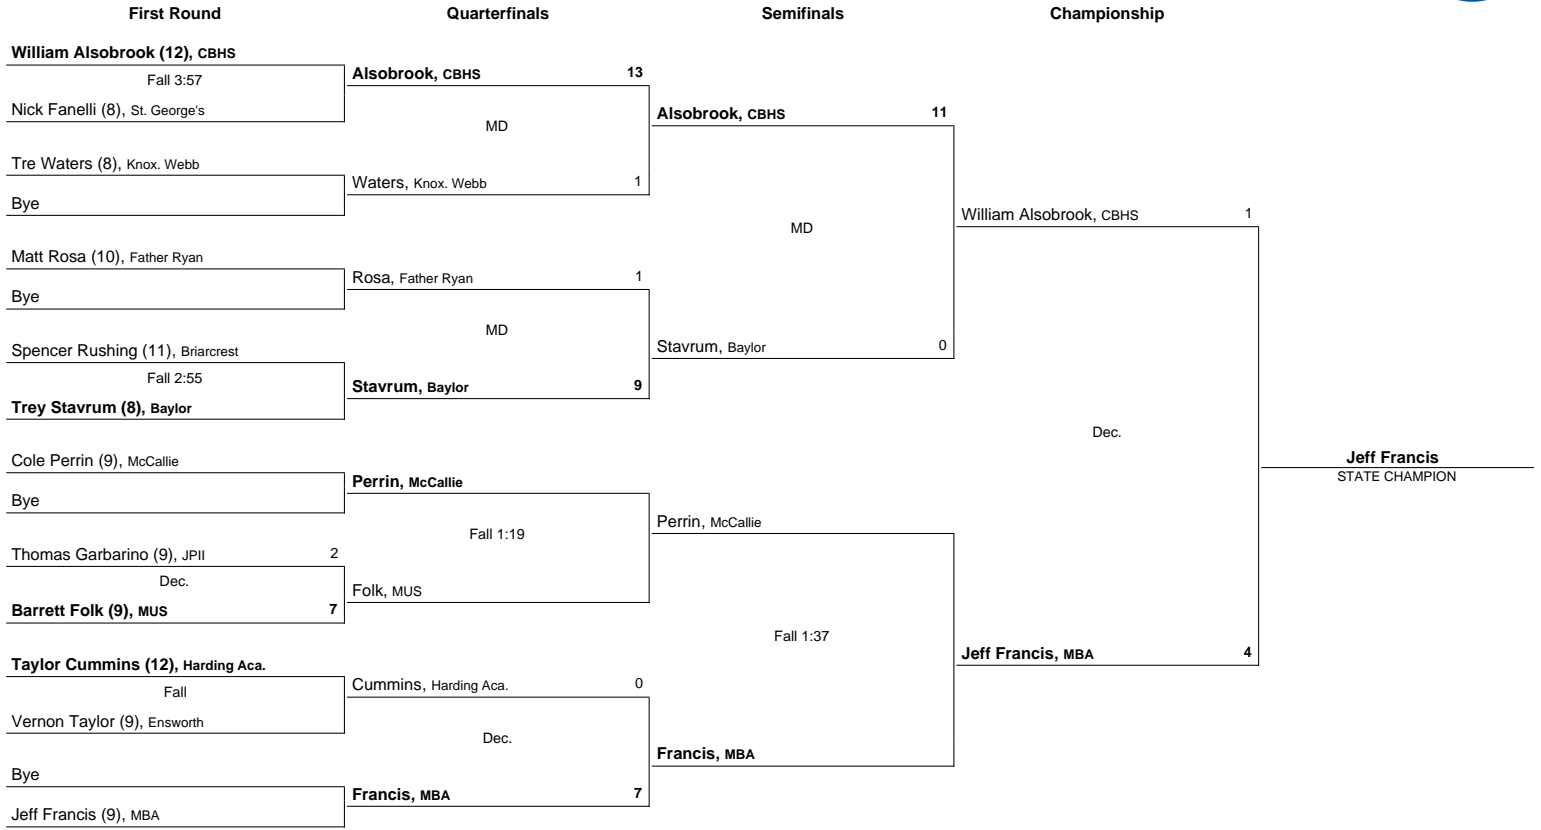 First Round Quarterfinals Semifinals Championship
William Alsobrook (12), CBHS
Fall 3:57
Nick Fanelli (8), St. George's
Tre Waters (8), Knox. Webb
Bye
Matt Rosa (10), Father Ryan
Bye
Spencer Rushing (11), Briarcrest
Fall 2:55
Trey Stavrum (8), Baylor
Cole Perrin (9), McCallie
Bye
Thomas Garbarino (9), JPII 2
Dec.
Barrett Folk (9), MUS 7
Taylor Cummins (12), Harding Aca.
Fall
Vernon Taylor (9), Ensworth
Bye
Jeff Francis (9), MBA
Alsobrook, CBHS 13
MD
Waters, Knox. Webb 1
Rosa, Father Ryan 1
MD
Stavrum, Baylor 9
Perrin, McCallie
Fall 1:19
Folk, MUS
Cummins, Harding Aca. 0
Dec.
Francis, MBA 7
Alsobrook, CBHS 11
MD
Stavrum, Baylor 0
Perrin, McCallie
Fall 1:37
Francis, MBA
William Alsobrook, CBHS 1
Dec.
Jeff Francis, MBA 4
Jeff Francis
STATE CHAMPION